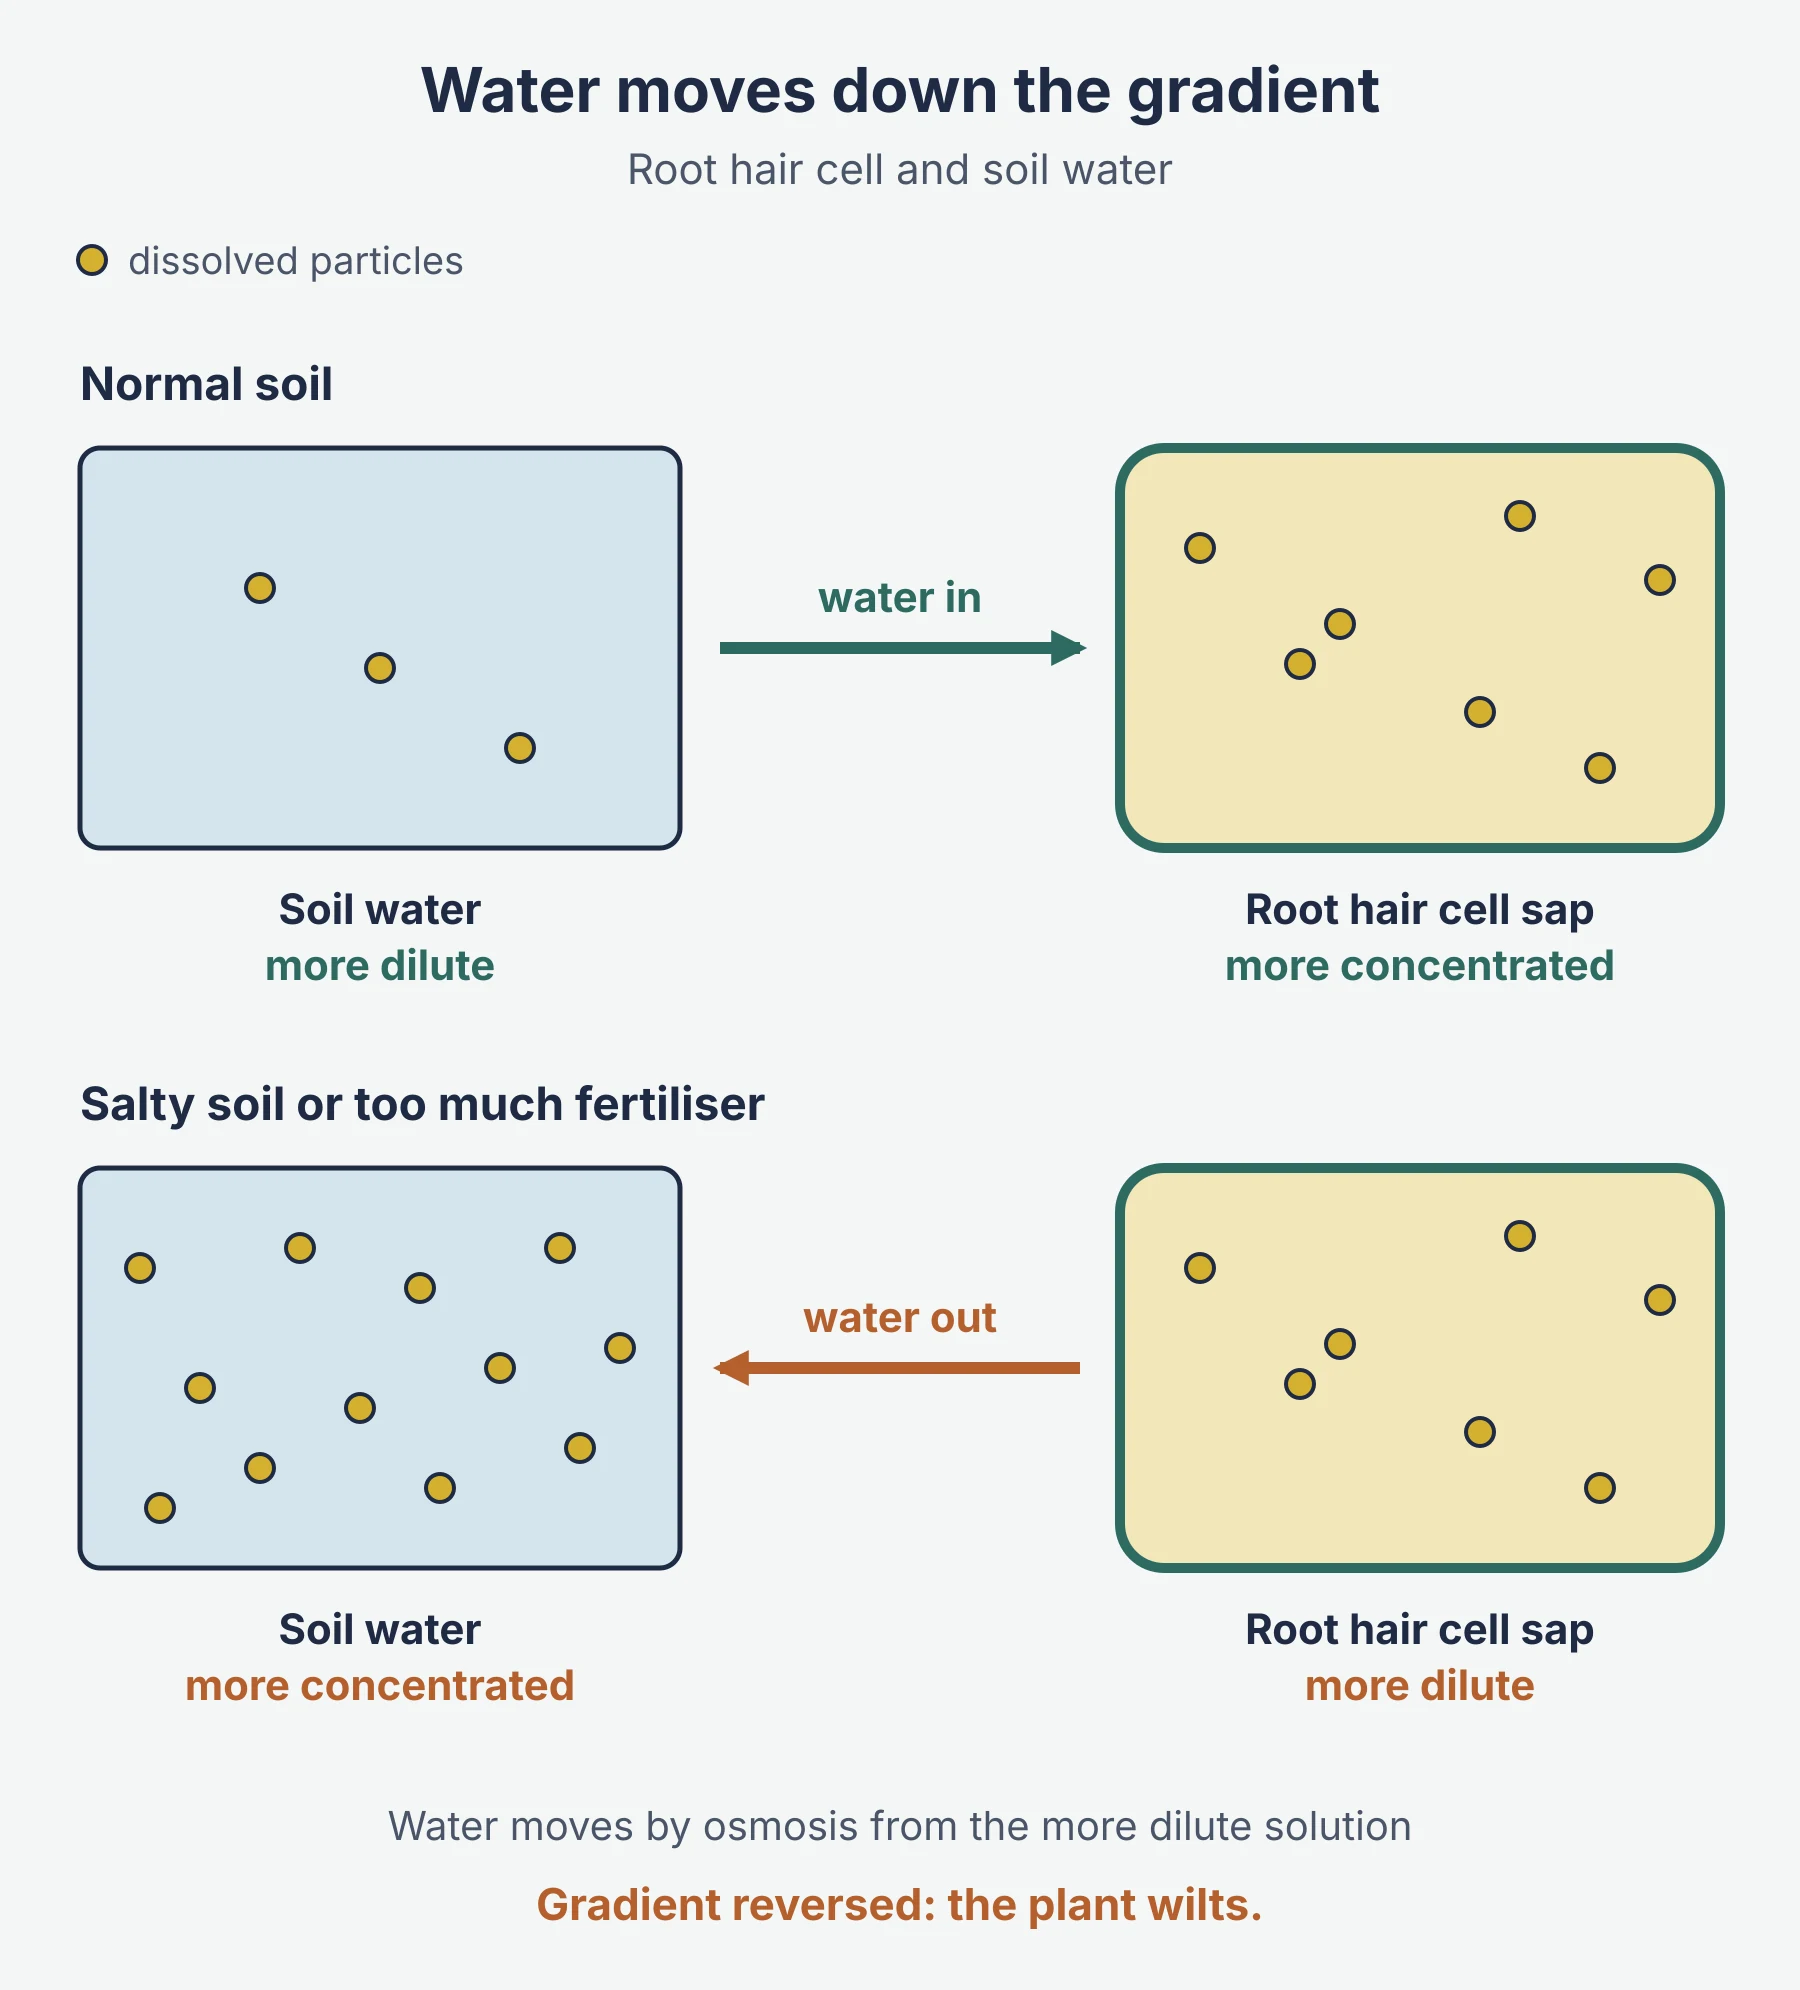 Water moves down the gradient
Root hair cell and soil water
dissolved particles
Normal soil
water in
Soil water
more dilute
Root hair cell sap
more concentrated
Salty soil or too much fertiliser
water out
Soil water
more concentrated
Root hair cell sap
more dilute
Water moves by osmosis from the more dilute solution
Gradient reversed: the plant wilts.